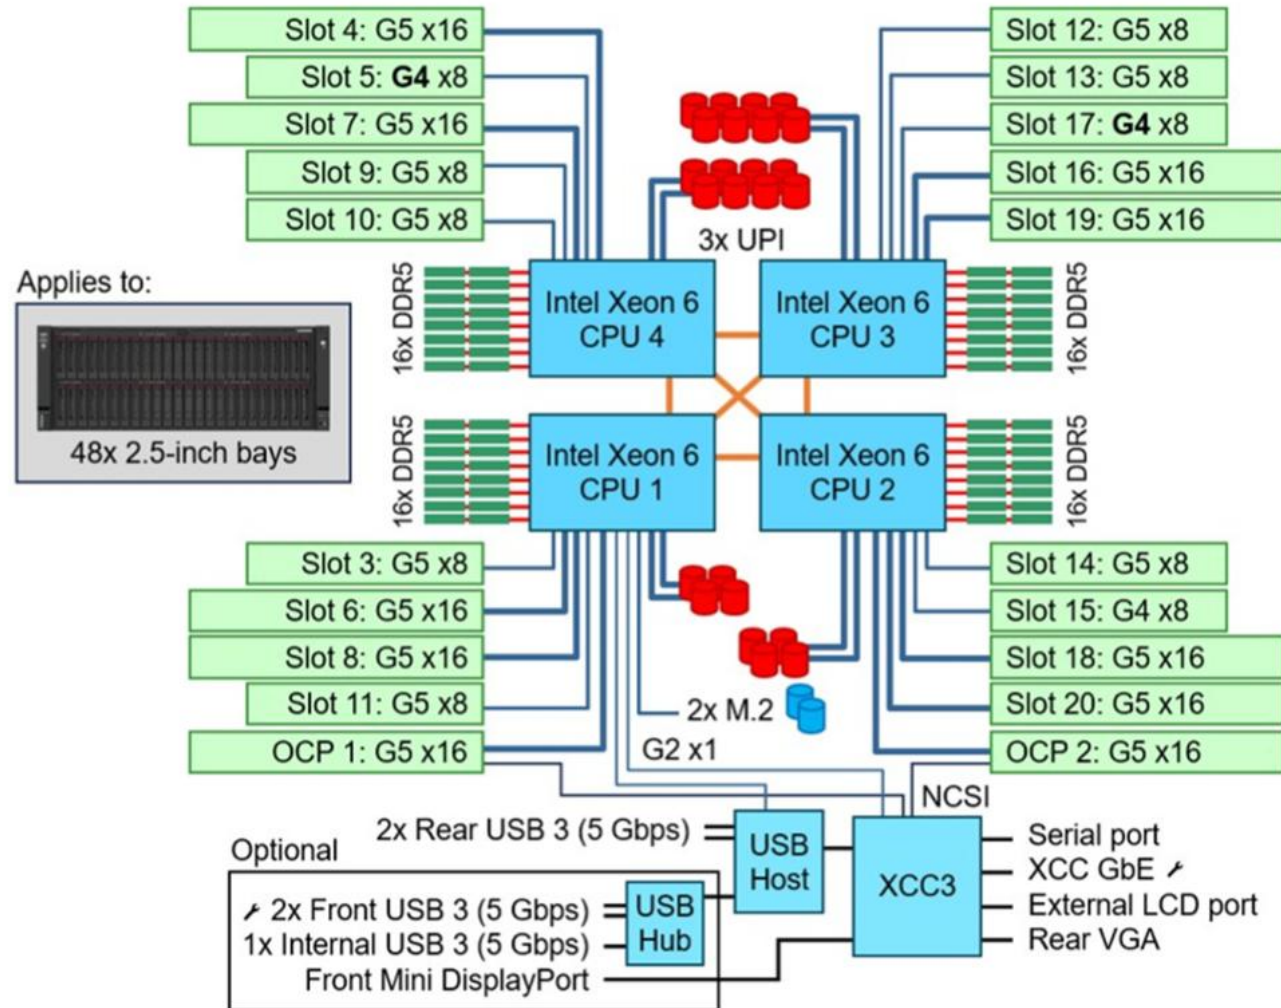 Slot 4: G5 x16
Slot 5: G4 x8
Slot 7: G5 x16
Slot 9: G5 x8
Slot 10: G5 x8
Slot 12: G5 x8
Slot 13: G5 x8
Slot 17: G4 x8
Slot 16: G5 x16
Slot 19: G5 x16
3x UPI
Applies to:
48x 2.5-inch bays
16x DDR5
Intel Xeon 6
CPU 4
Intel Xeon 6
CPU 3
16x DDR5
16x DDR5
Intel Xeon 6
CPU 1
Intel Xeon 6
CPU 2
16x DDR5
Slot 3: G5 x8
Slot 6: G5 x16
Slot 8: G5 x16
Slot 11: G5 x8
OCP 1: G5 x16
2x M.2
G2 x1
Slot 14: G5 x8
Slot 15: G4 x8
Slot 18: G5 x16
Slot 20: G5 x16
OCP 2: G5 x16
NCSI
2x Rear USB 3 (5 Gbps)
USB
Host
XCC3
Serial port
XCC GbE
External LCD port
Rear VGA
Optional
2x Front USB 3 (5 Gbps)
1x Internal USB 3 (5 Gbps)
USB
Hub
Front Mini DisplayPort